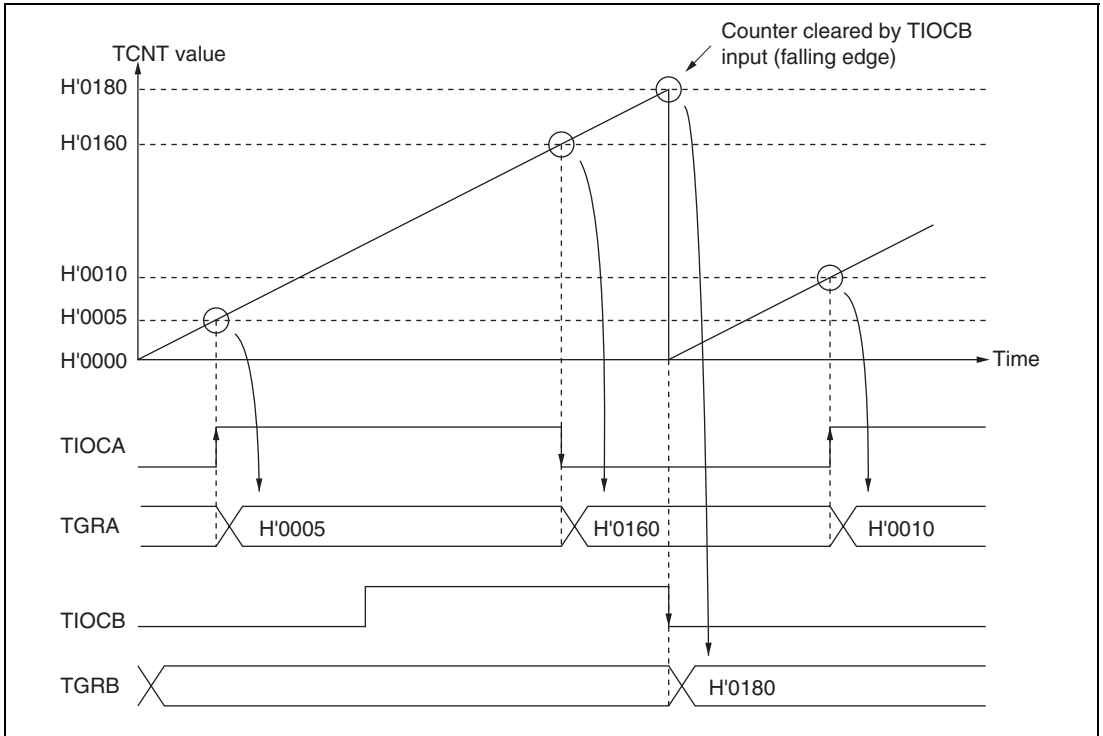 Counter cleared by TIOCB
input (falling edge)
TCNT value
H'0180
H'0160
H'0010
H'0005
H'0000
Time
TIOCA
TGRA
H'0005
H'0160
H'0010
TIOCB
TGRB
H'0180